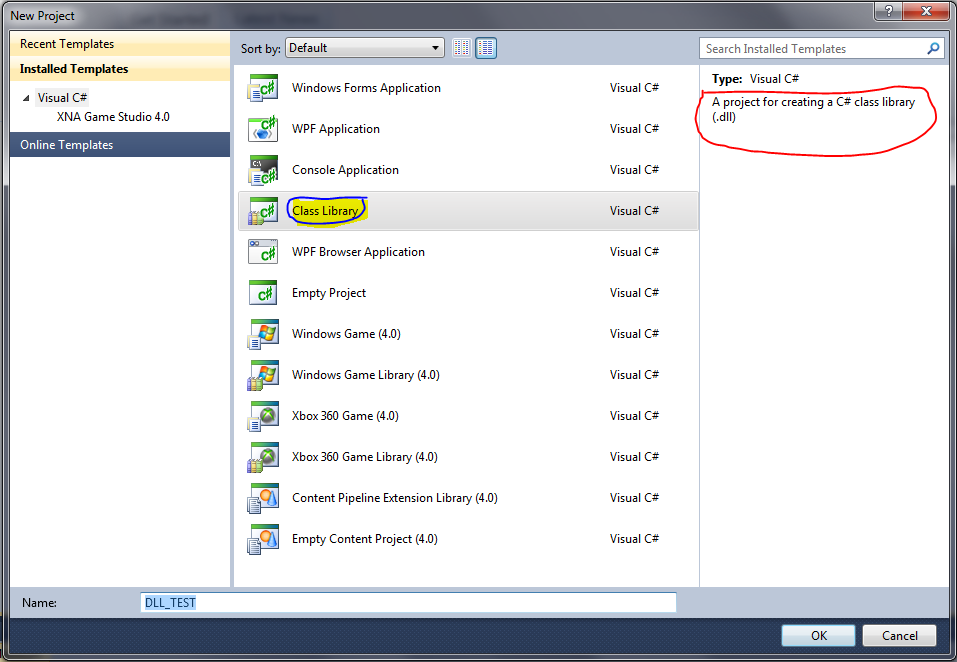 New Project
?
Recent Templates
Installed Templates
Visual C#
XNA Game Studio 4.0
Online Templates
Sort by: Default
Search Installed Templates
Windows Forms Application Visual C#
WPF Application Visual C#
Console Application Visual C#
Class Library Visual C#
WPF Browser Application Visual C#
Empty Project Visual C#
Windows Game (4.0) Visual C#
Windows Game Library (4.0) Visual C#
Xbox 360 Game (4.0) Visual C#
Xbox 360 Game Library (4.0) Visual C#
Content Pipeline Extension Library (4.0) Visual C#
Empty Content Project (4.0) Visual C#
Type: Visual C#
A project for creating a C# class library
(.dll)
Name: DLL_TEST
OK Cancel